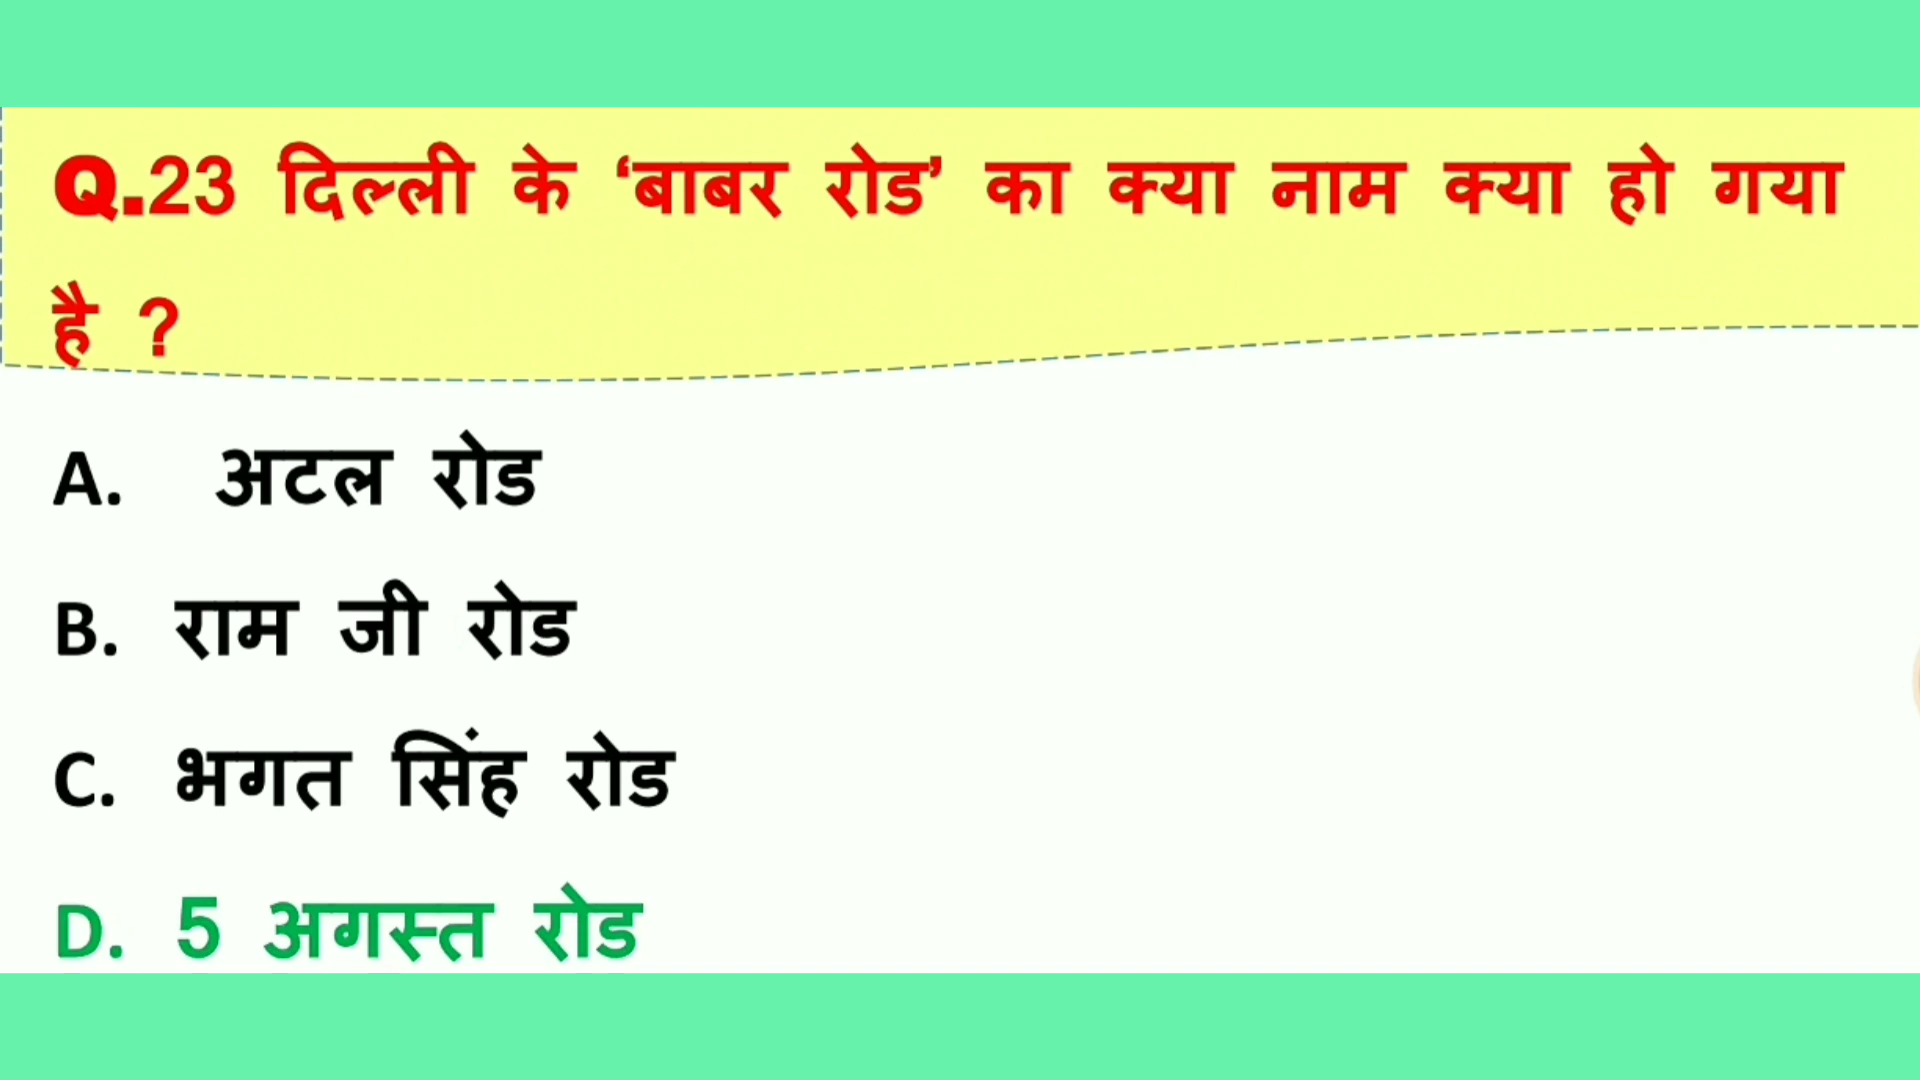 Q.23 दिल्ली के ‘बाबर रोड’ का क्या नाम क्या हो गया
है ?
A. अटल रोड
B. राम जी रोड
C. भगत सिंह रोड
D. 5 अगस्त रोड